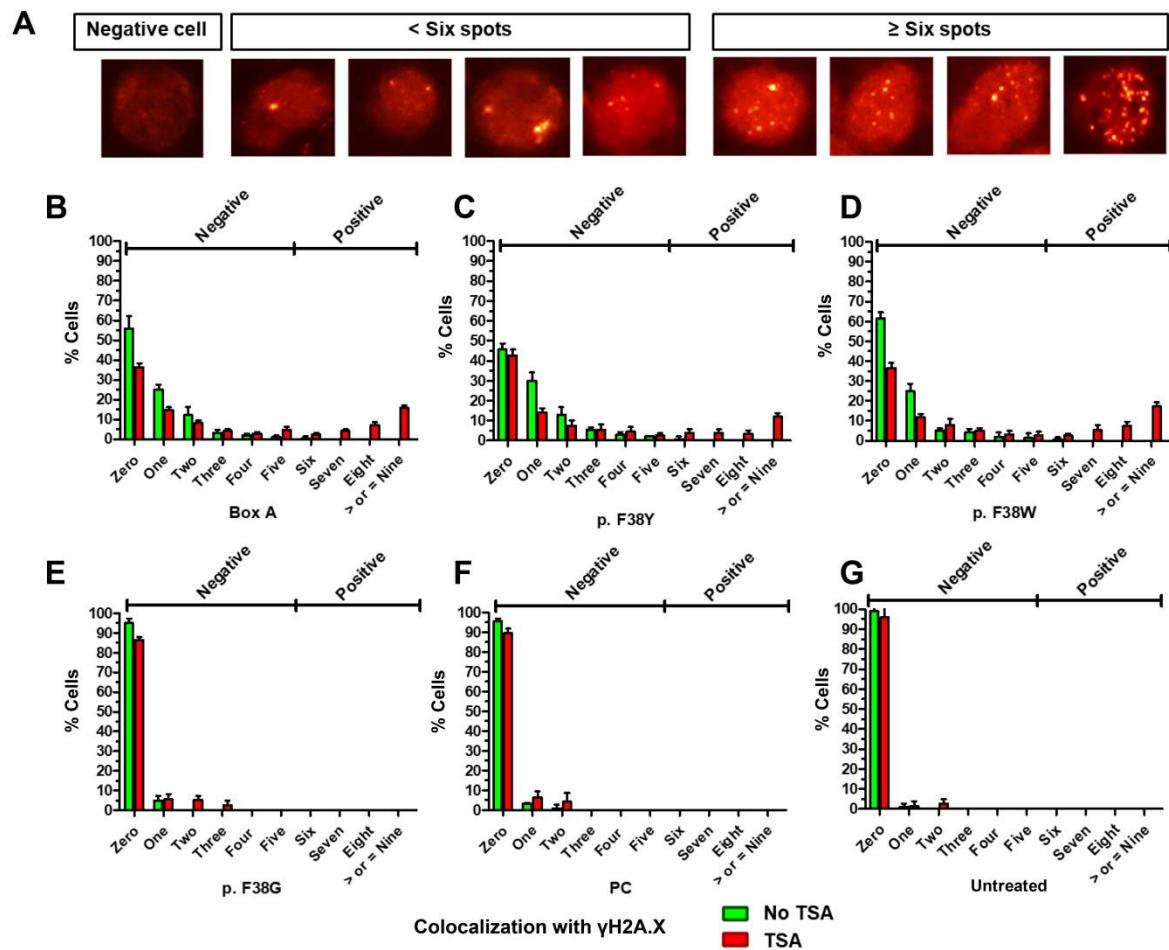 A
Negative cell
< Six spots
≥ Six spots
B
Negative
Positive
% Cells
100
90
80
70
60
50
40
30
20
10
0
Zero
One
Two
Three
Four
Five
Six
Seven
Eight
> or = Nine
Box A
C
Negative
Positive
% Cells
100
90
80
70
60
50
40
30
20
10
0
Zero
One
Two
Three
Four
Five
Six
Seven
Eight
> or = Nine
p. F38Y
D
Negative
Positive
% Cells
100
90
80
70
60
50
40
30
20
10
0
Zero
One
Two
Three
Four
Five
Six
Seven
Eight
> or = Nine
p. F38W
E
Negative
Positive
% Cells
100
90
80
70
60
50
40
30
20
10
0
Zero
One
Two
Three
Four
Five
Six
Seven
Eight
> or = Nine
p. F38G
F
Negative
Positive
% Cells
100
90
80
70
60
50
40
30
20
10
0
Zero
One
Two
Three
Four
Five
Six
Seven
Eight
> or = Nine
PC
G
Negative
Positive
% Cells
100
90
80
70
60
50
40
30
20
10
0
Zero
One
Two
Three
Four
Five
Six
Seven
Eight
> or = Nine
Untreated
Colocalization with γH2A.X
No TSA
TSA